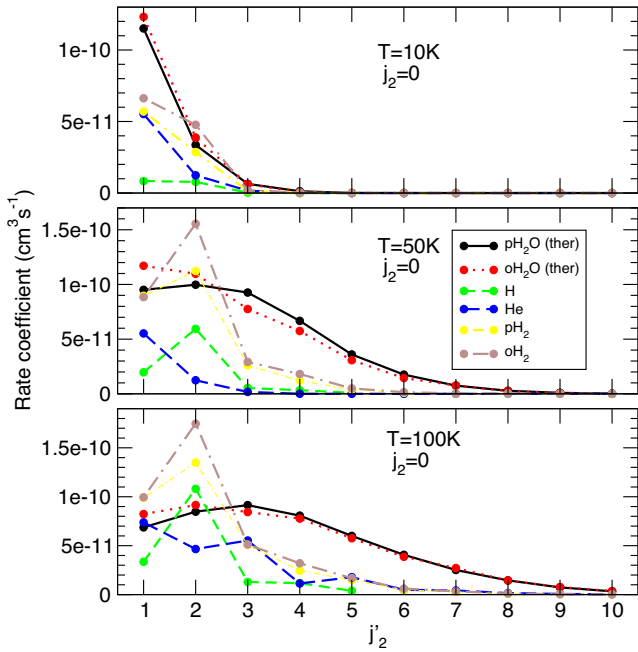 1e-10
5e-11
0
T=10K
j₂=0
1.5e-10
1e-10
5e-11
0
T=50K
j₂=0
pH₂O (ther)
oH₂O (ther)
H
He
pH₂
oH₂
Rate coefficient (cm³s⁻¹)
1.5e-10
1e-10
5e-11
0
T=100K
j₂=0
1 2 3 4 5 6 7 8 9 10
j'₂